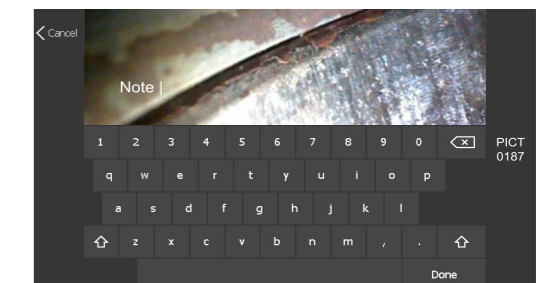 Cancel
Note
1 2 3 4 5 6 7 8 9 0
PICT
0187
q w e r t y u i o p
a s d f g h j k l
z x c v b n m , .
Done